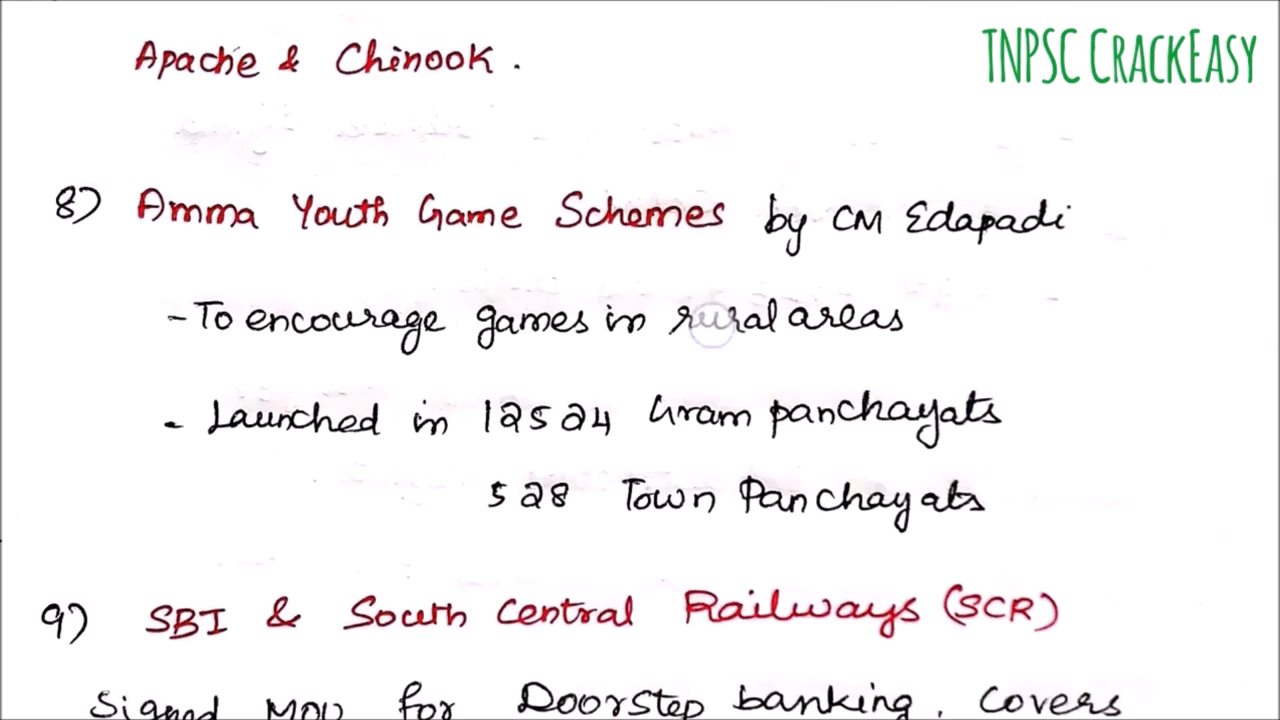 TNPSC CRACKEASY
Apache & Chinook .
8) Amma Youth Game Schemes by CM Edapadi
- To encourage games in rural areas
- Launched in 12524 Gram panchayats
528 Town Panchayats
9) SBI & South Central Railways (SCR)
Signed MOU for Doorstep banking. Covers